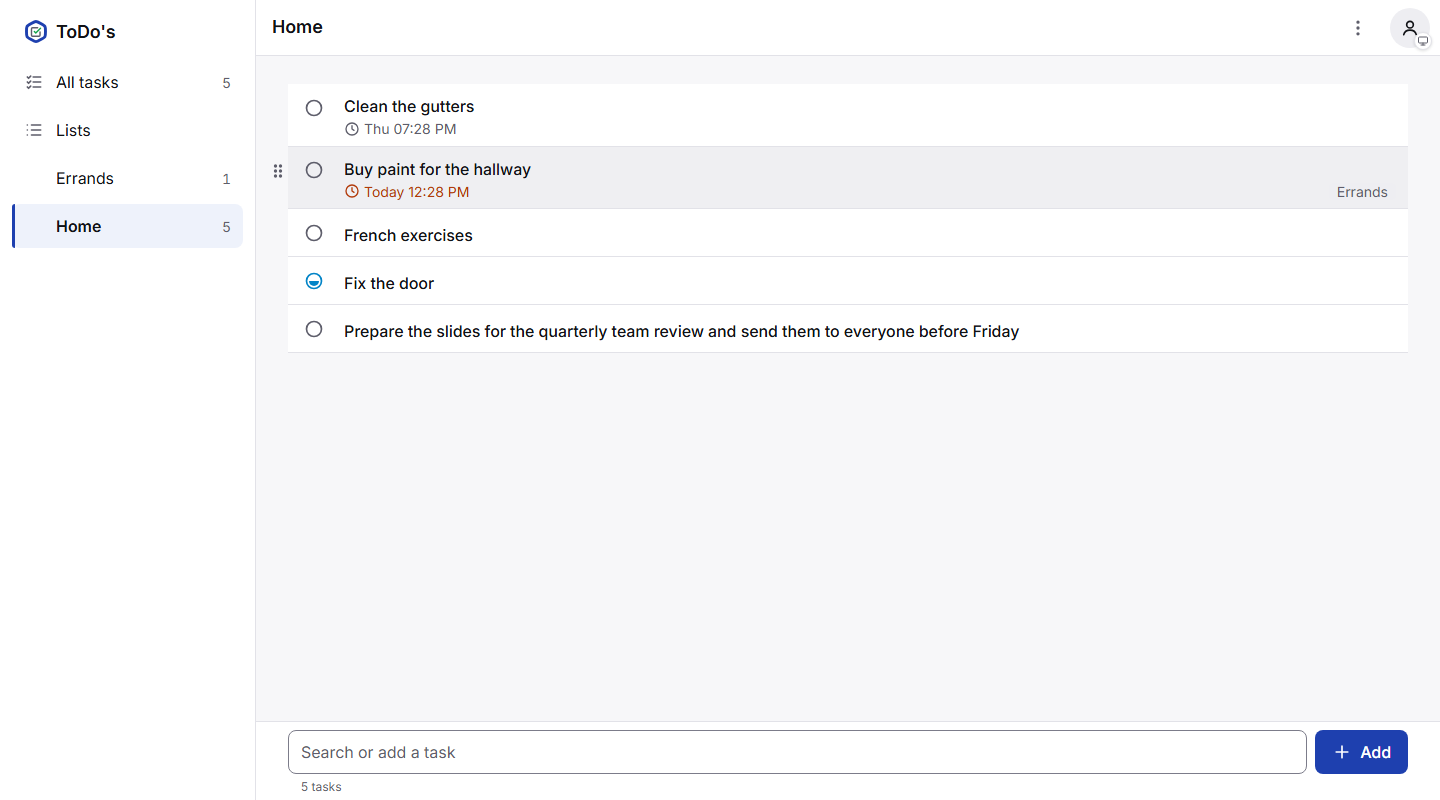 ToDo's
All tasks 5
Lists
Errands 1
Home 5
Home
Clean the gutters
Thu 07:28 PM
Buy paint for the hallway
Today 12:28 PM Errands
French exercises
Fix the door
Prepare the slides for the quarterly team review and send them to everyone before Friday
Search or add a task
Add
5 tasks